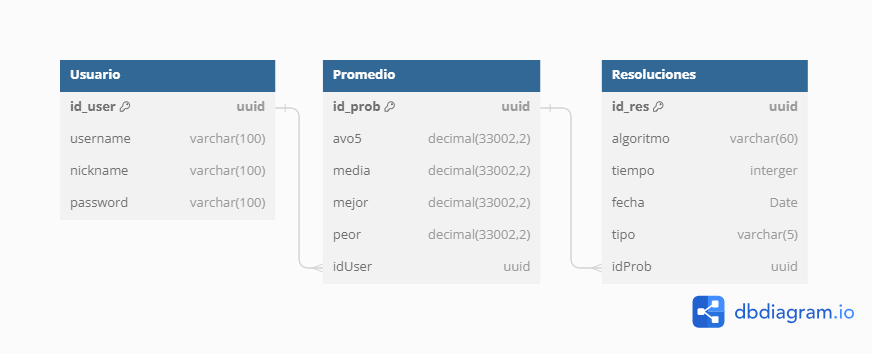 Usuario
id_user uuid
username varchar(100)
nickname varchar(100)
password varchar(100)
Promedio
id_prob uuid
avo5 decimal(33002,2)
media decimal(33002,2)
mejor decimal(33002,2)
peor decimal(33002,2)
idUser uuid
Resoluciones
id_res uuid
algoritmo varchar(60)
tiempo interger
fecha Date
tipo varchar(5)
idProb uuid
dbdiagram.io